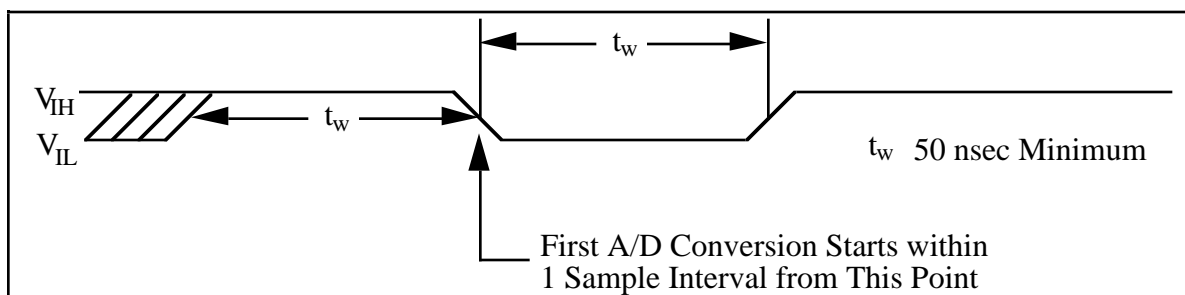 t_w
V_IH
t_w
V_IL
t_w 50 nsec Minimum
First A/D Conversion Starts within
1 Sample Interval from This Point